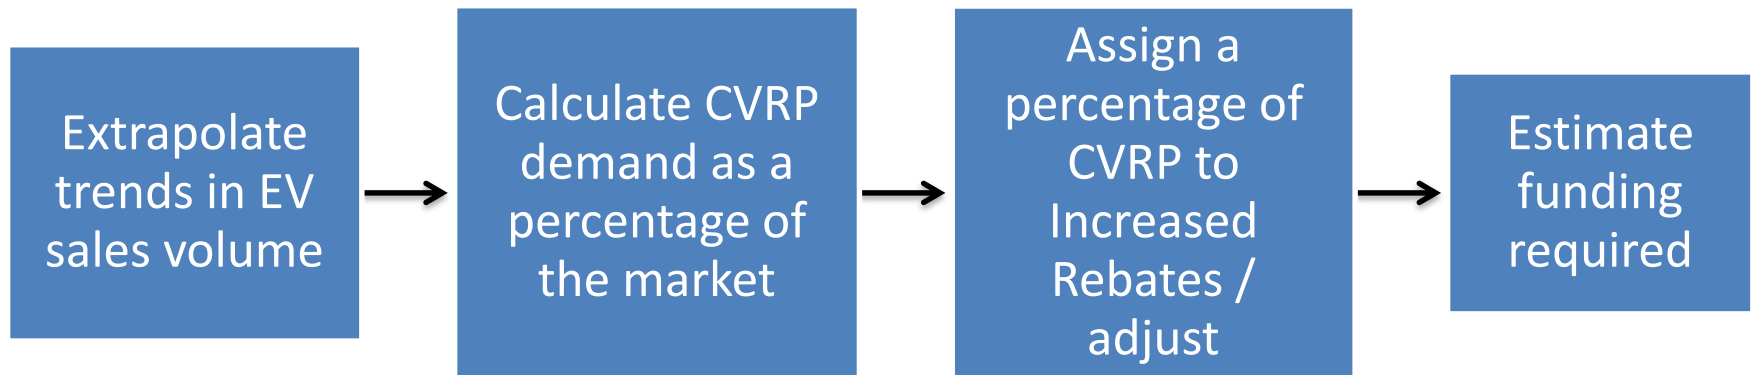 Extrapolate
trends in EV
sales volume
Calculate CVRP
demand as a
percentage of
the market
Assign a
percentage of
CVRP to
Increased
Rebates /
adjust
Estimate
funding
required